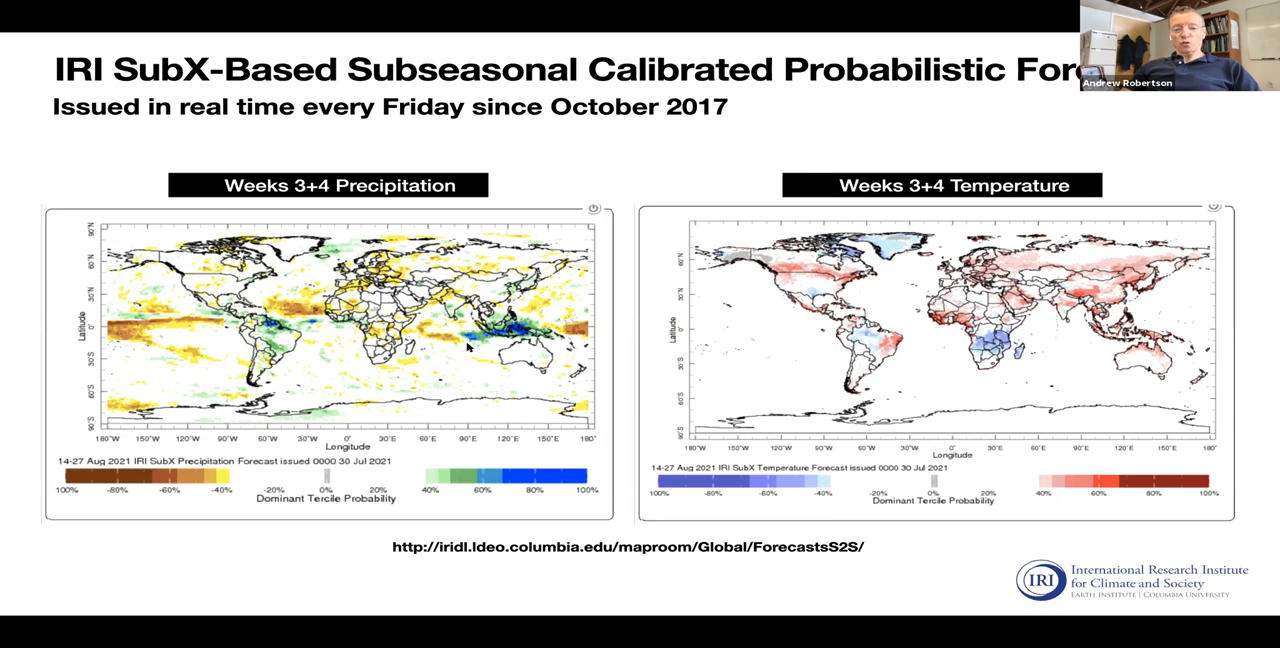 IRI SubX-Based Subseasonal Calibrated Probabilistic For
Issued in real time every Friday since October 2017
Andrew Robertson
Weeks 3+4 Precipitation
Weeks 3+4 Temperature
90°N
60°N
30°N
0°
30°S
60°S
90°S
Latitude
180°W 150°W 120°W 90°W 60°W 30°W 0° 30°E 60°E 90°E 120°E 150°E 180°
Longitude
14-27 Aug 2021 IRI SubX Precipitation Forecast issued 0000 30 Jul 2021
100% -80% -60% -40% -20% 0% 20% 40% 60% 80% 100%
Dominant Tercile Probability
60°N
30°N
0°
30°S
60°S
90°S
Latitude
180°W 150°W 120°W 90°W 60°W 30°W 0° 30°E 60°E 90°E 120°E 150°E 180°
Longitude
14-27 Aug 2021 IRI SubX Temperature Forecast issued 0000 30 Jul 2021
100% -80% -60% -40% -20% 0% 20% 40% 60% 80% 100%
Dominant Tercile Probability
http://iridl.ldeo.columbia.edu/maproom/Global/ForecastsS2S/
IRI
International Research Institute
for Climate and Society
EARTH INSTITUTE | COLUMBIA UNIVERSITY